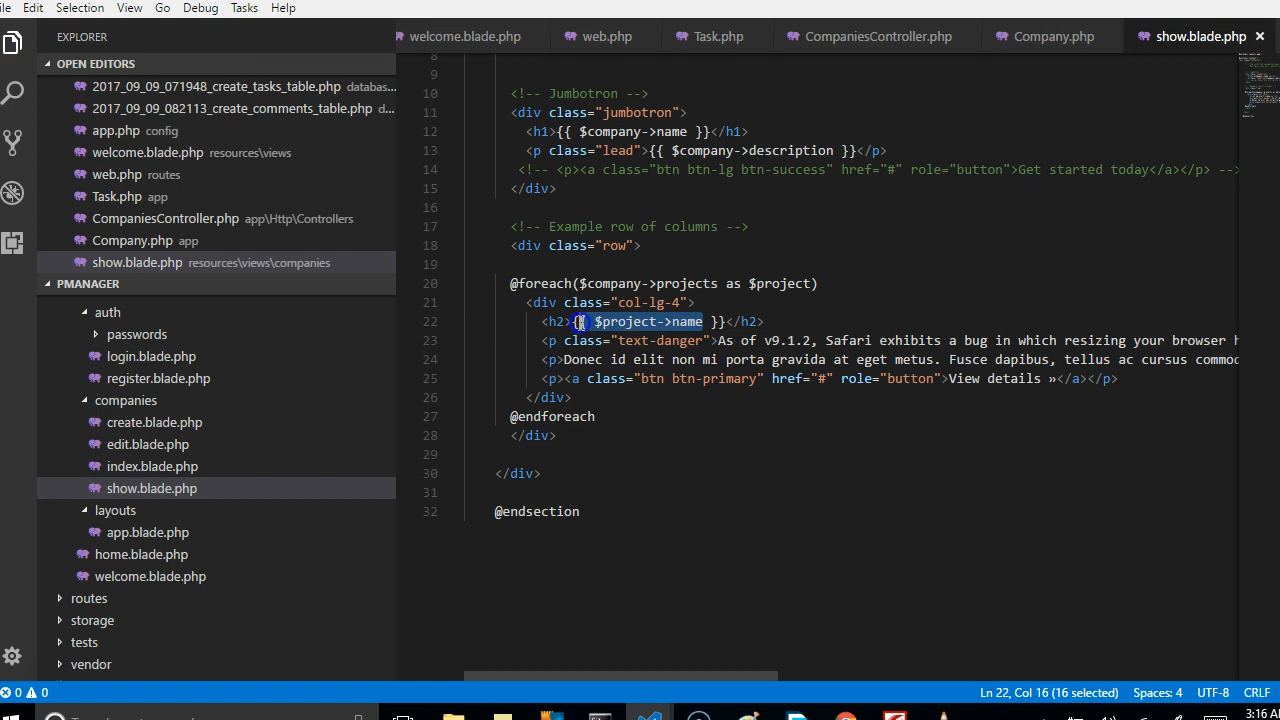 ile Edit Selection View Go Debug Tasks Help
EXPLORER
welcome.blade.php web.php Task.php CompaniesController.php Company.php show.blade.php ×
OPEN EDITORS
2017_09_09_071948_create_tasks_table.php databas...
2017_09_09_082113_create_comments_table.php d...
app.php config
welcome.blade.php resources\views
web.php routes
Task.php app
CompaniesController.php app\Http\Controllers
Company.php app
show.blade.php resources\views\companies
PMANAGER
auth
passwords
login.blade.php
register.blade.php
companies
create.blade.php
edit.blade.php
index.blade.php
show.blade.php
layouts
app.blade.php
home.blade.php
welcome.blade.php
routes
storage
tests
vendor
8
9
10 <!-- Jumbotron -->
11 <div class="jumbotron">
12 <h1>{{ $company->name }}</h1>
13 <p class="lead">{{ $company->description }}</p>
14 <!-- <p><a class="btn btn-lg btn-success" href="#" role="button">Get started today</a></p> -->
15 </div>
16
17 <!-- Example row of columns -->
18 <div class="row">
19
20 @foreach($company->projects as $project)
21 <div class="col-lg-4">
22 <h2>{{ $project->name }}</h2>
23 <p class="text-danger">As of v9.1.2, Safari exhibits a bug in which resizing your browser h
24 <p>Donec id elit non mi porta gravida at eget metus. Fusce dapibus, tellus ac cursus commod
25 <p><a class="btn btn-primary" href="#" role="button">View details »</a></p>
26 </div>
27 @endforeach
28 </div>
29
30 </div>
31
32 @endsection
0 0 Ln 22, Col 16 (16 selected) Spaces: 4 UTF-8 CRLF
3:16 A